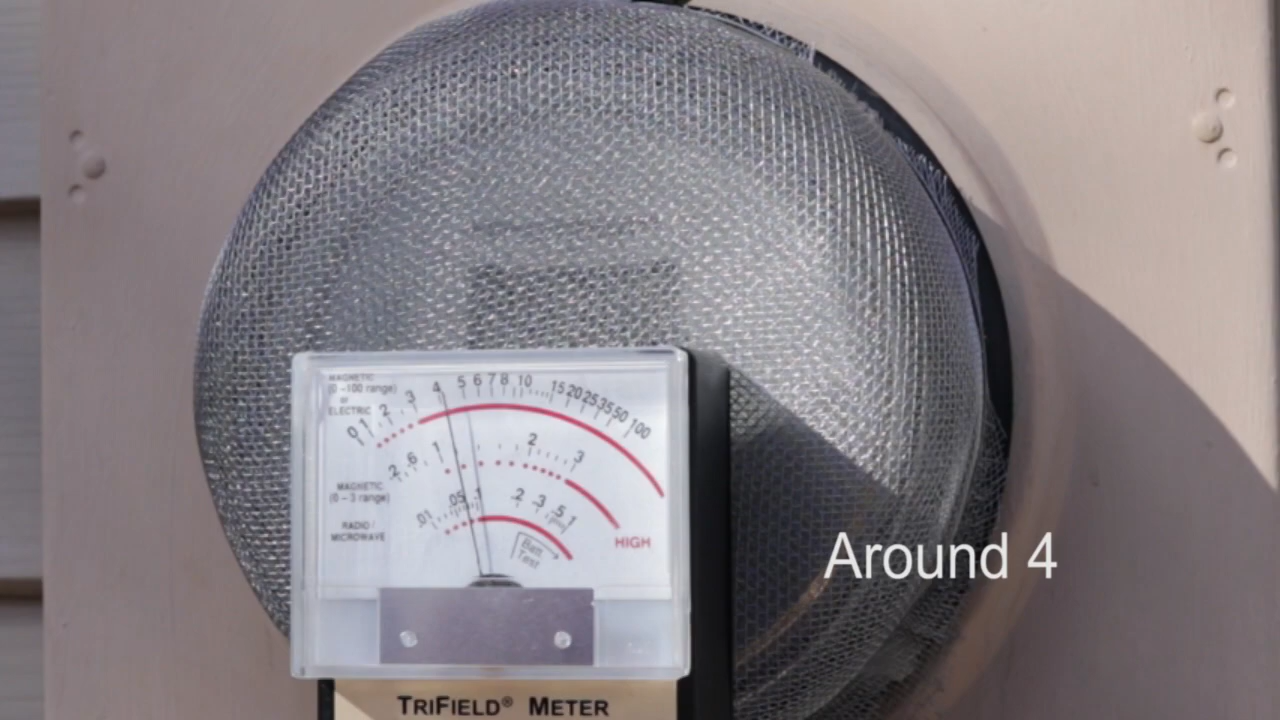 MAGNETIC
(0 –100 range)
or
ELECTRIC
0 1 2 3 4 5 6 7 8 10 15 20 25 35 50 100
.2 .6 1 2 3
MAGNETIC
(0 – 3 range)
.01 .05 .1 .2 .3 .5 1
RADIO /
MICROWAVE
HIGH
Batt
Test
Around 4
TRIFIELD® METER